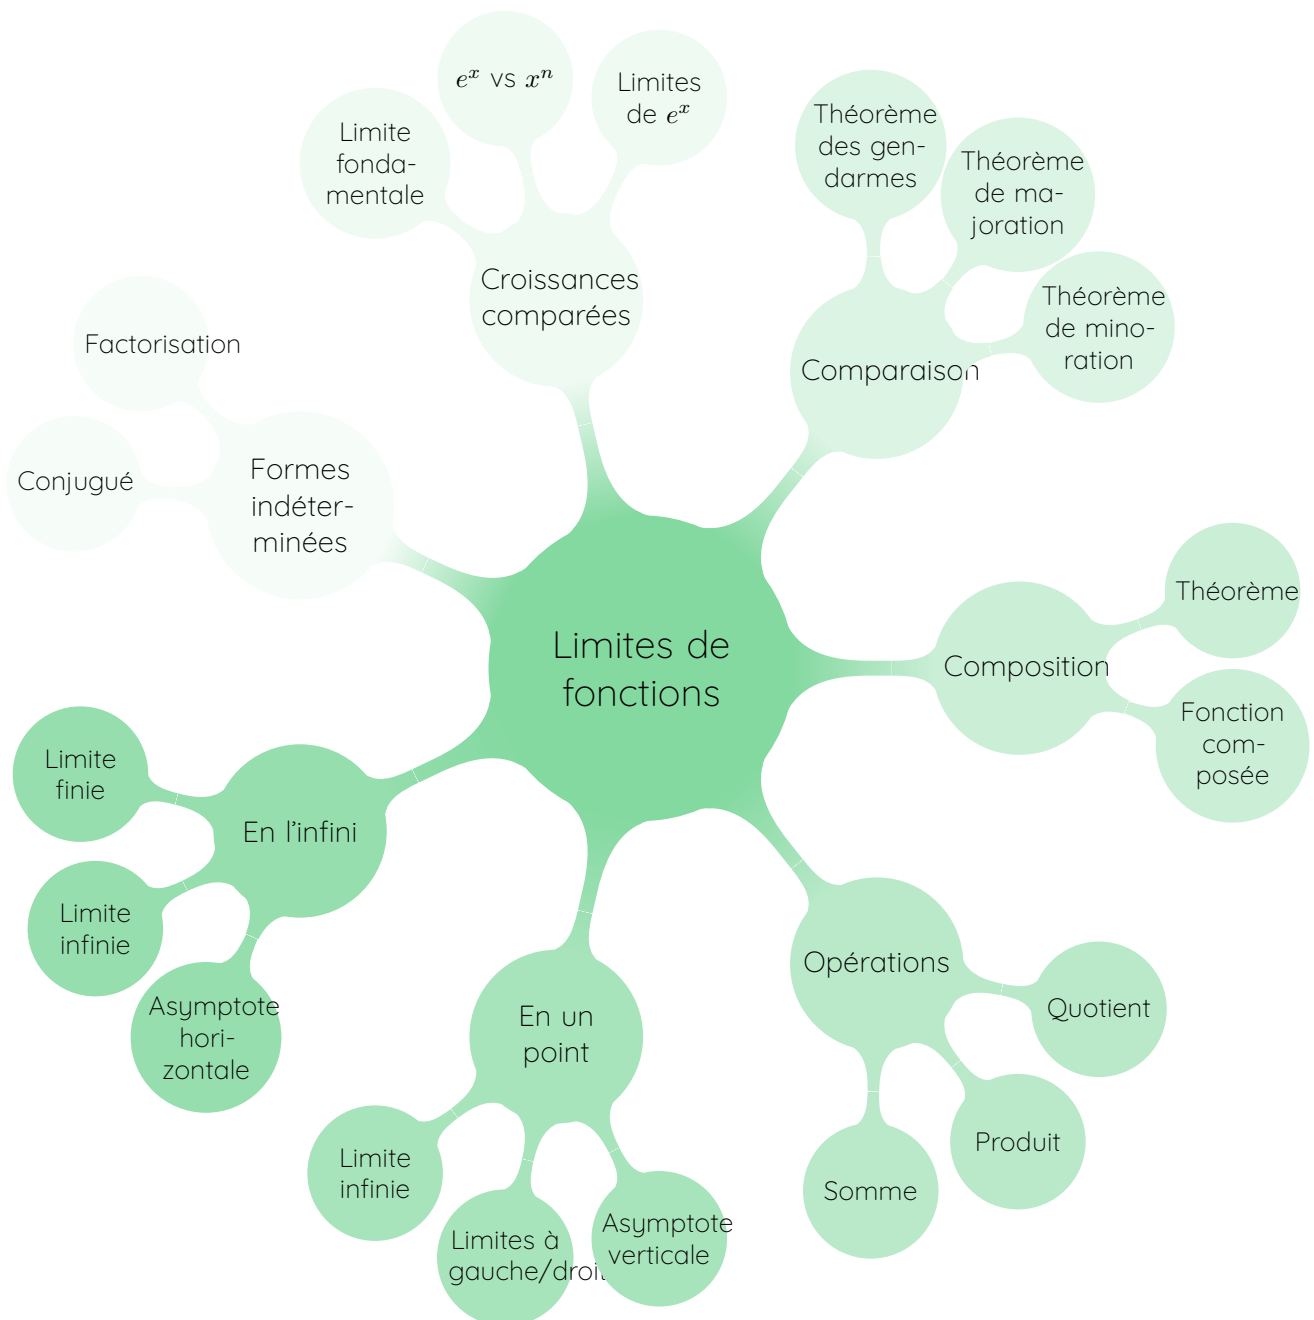 Limites de
fonctions
En l'infini
Limite
finie
Limite
infinie
Asymptote
hori-
zontale
En un
point
Limite
infinie
Limites à
gauche/droi
Asymptote
verticale
Opérations
Somme
Produit
Quotient
Composition
Fonction
com-
posée
Théorème
Comparaison
Théorème
de mino-
ration
Théorème
de ma-
joration
Théorème
des gen-
darmes
Croissances
comparées
Limites
de e^x
e^x vs x^n
Limite
fonda-
mentale
Formes
indéter-
minées
Factorisation
Conjugué